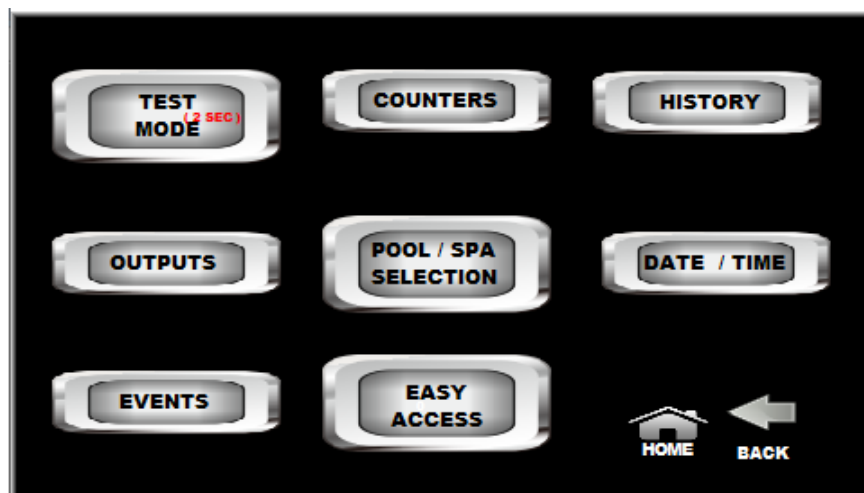 TEST
MODE
( 2 SEC )
COUNTERS
HISTORY
OUTPUTS
POOL / SPA
SELECTION
DATE / TIME
EVENTS
EASY
ACCESS
HOME
BACK